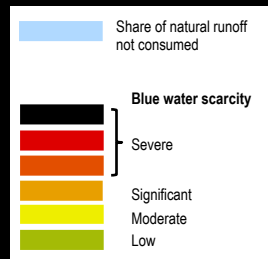 Share of natural runoff
not consumed
Blue water scarcity
Severe
Significant
Moderate
Low